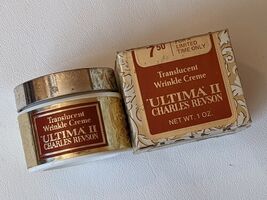 Translucent
Wrinkle Creme
ULTIMA II
CHARLES REVSON
7.50
LIMITED
TIME ONLY
Translucent
Wrinkle Creme
ULTIMA II
CHARLES REVSON
NET WT. 1 OZ.